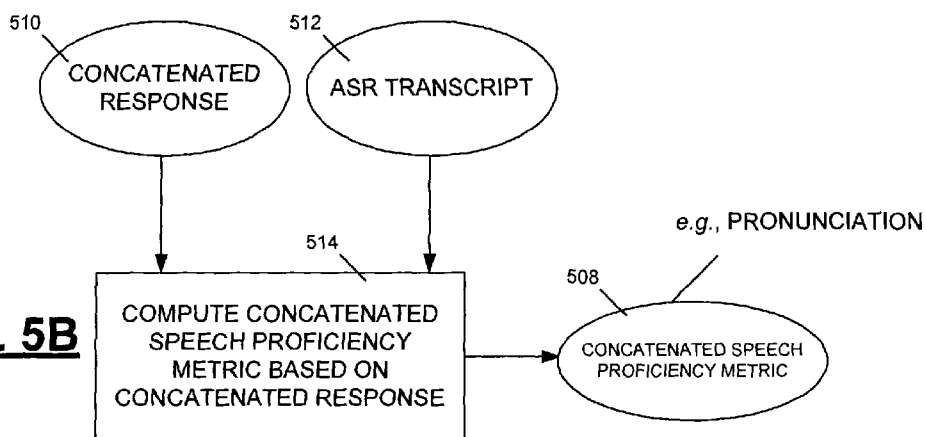 510
CONCATENATED
RESPONSE
512
ASR TRANSCRIPT
e.g., PRONUNCIATION
514
COMPUTE CONCATENATED
SPEECH PROFICIENCY
METRIC BASED ON
CONCATENATED RESPONSE
508
CONCATENATED SPEECH
PROFICIENCY METRIC
. 5B